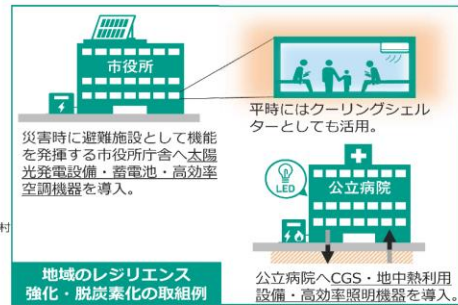 市役所
災害時に避難施設として機能
を発揮する市役所庁舎へ太陽
光発電設備・蓄電池・高効率
空調機器を導入。
平時にはクーリングシェル
ターとしても活用。
LED
公立病院
村
地域のレジリエンス
強化・脱炭素化の取組例
公立病院へCGS・地中熱利用
設備・高効率照明機器を導入。